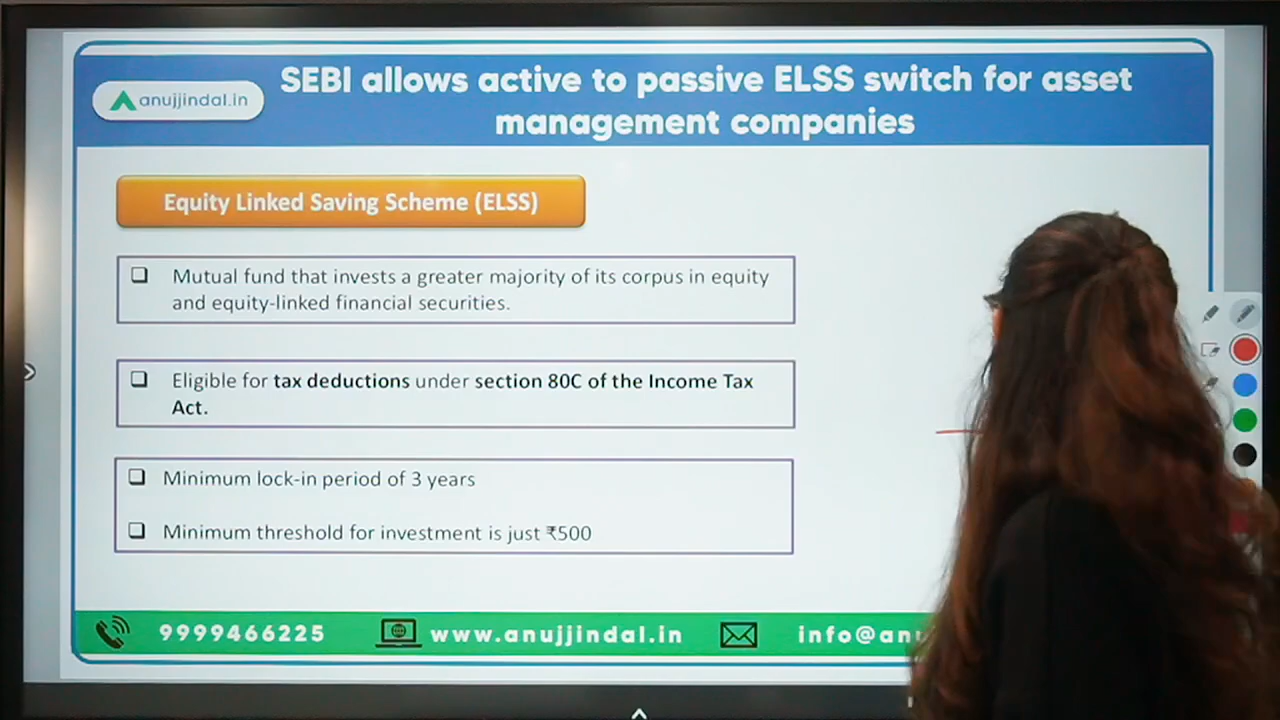 SEBI allows active to passive ELSS switch for asset
management companies
anujjindal.in
Equity Linked Saving Scheme (ELSS)
Mutual fund that invests a greater majority of its corpus in equity
and equity-linked financial securities.
Eligible for tax deductions under section 80C of the Income Tax
Act.
Minimum lock-in period of 3 years
Minimum threshold for investment is just ₹500
9999466225 www.anujjindal.in